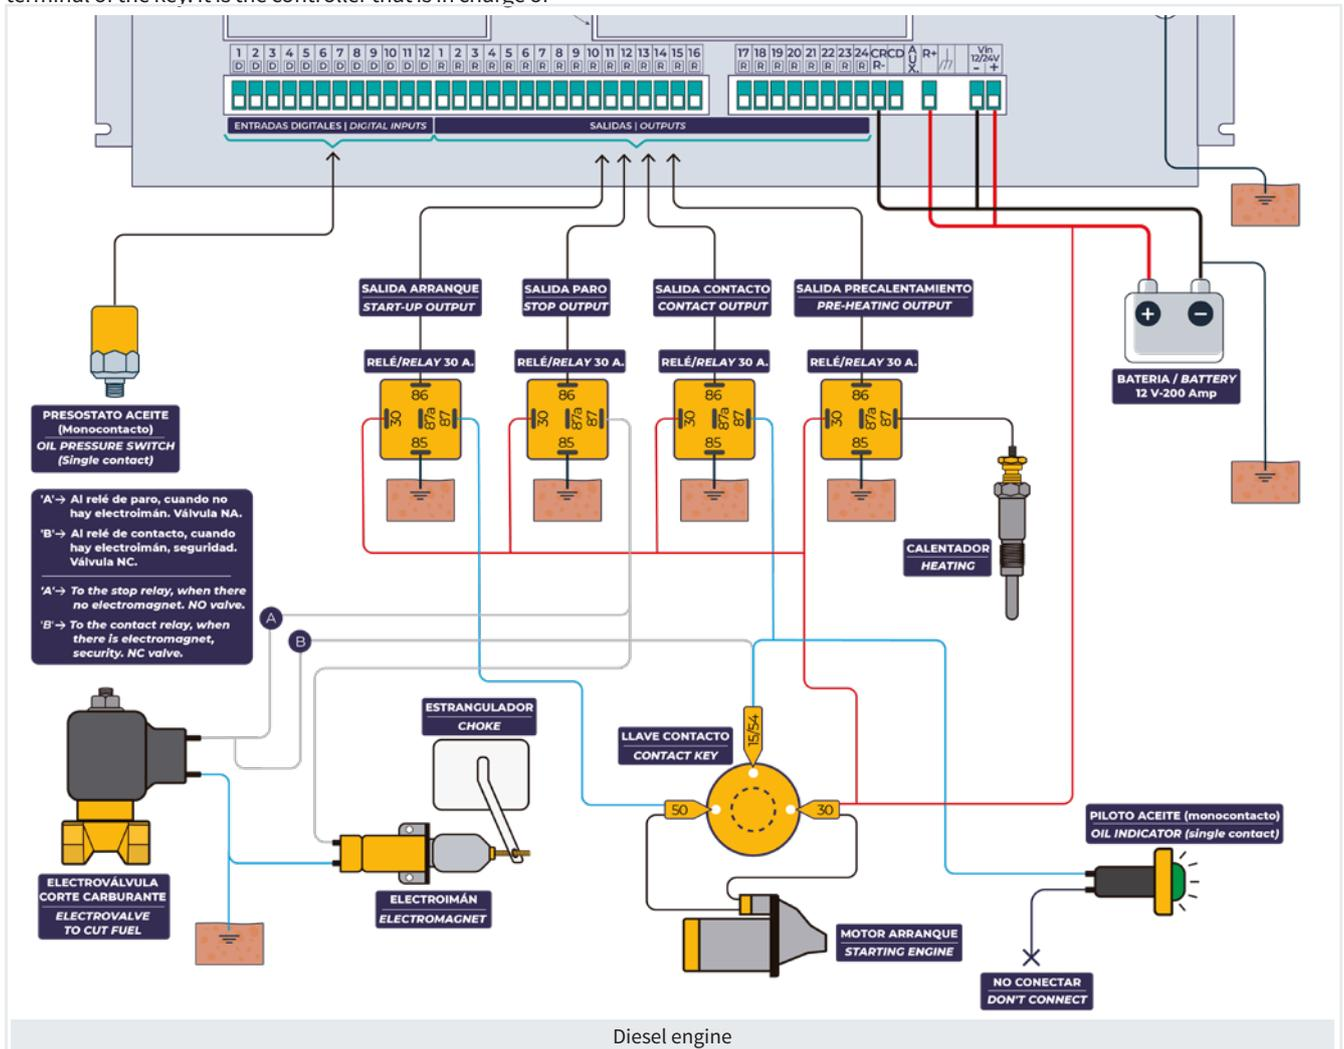 terminal of the key. It is the controller that is in charge of
1 2 3 4 5 6 7 8 9 10 11 12 1 2 3 4 5 6 7 8 9 10 11 12 13 14 15 16 17 18 19 20 21 22 23 24 CR CD AUX. R+ Vin
D D D D D D D D D D D D R R R R R R R R R R R R R R R R R R R R R R R R R- 12/24V
- +
ENTRADAS DIGITALES | DIGITAL INPUTS SALIDAS | OUTPUTS
SALIDA ARRANQUE
START-UP OUTPUT
SALIDA PARO
STOP OUTPUT
SALIDA CONTACTO
CONTACT OUTPUT
SALIDA PRECALENTAMIENTO
PRE-HEATING OUTPUT
RELÉ/RELAY 30 A.
RELÉ/RELAY 30 A.
RELÉ/RELAY 30 A.
RELÉ/RELAY 30 A.
86
30 87a 87
85
86
30 87a 87
85
86
30 87a 87
85
86
30 87a 87
85
+ −
BATERIA / BATTERY
12 V-200 Amp
PRESOSTATO ACEITE
(Monocontacto)
OIL PRESSURE SWITCH
(Single contact)
'A'→ Al relé de paro, cuando no
hay electroimán. Válvula NA.
'B'→ Al relé de contacto, cuando
hay electroimán, seguridad.
Válvula NC.
'A'→ To the stop relay, when there
no electromagnet. NO valve.
'B'→ To the contact relay, when
there is electromagnet,
security. NC valve.
A
B
CALENTADOR
HEATING
ESTRANGULADOR
CHOKE
LLAVE CONTACTO
CONTACT KEY
15/54
50
30
PILOTO ACEITE (monocontacto)
OIL INDICATOR (single contact)
ELECTROVÁLVULA
CORTE CARBURANTE
ELECTROVALVE
TO CUT FUEL
ELECTROIMÁN
ELECTROMAGNET
MOTOR ARRANQUE
STARTING ENGINE
NO CONECTAR
DON'T CONNECT
Diesel engine